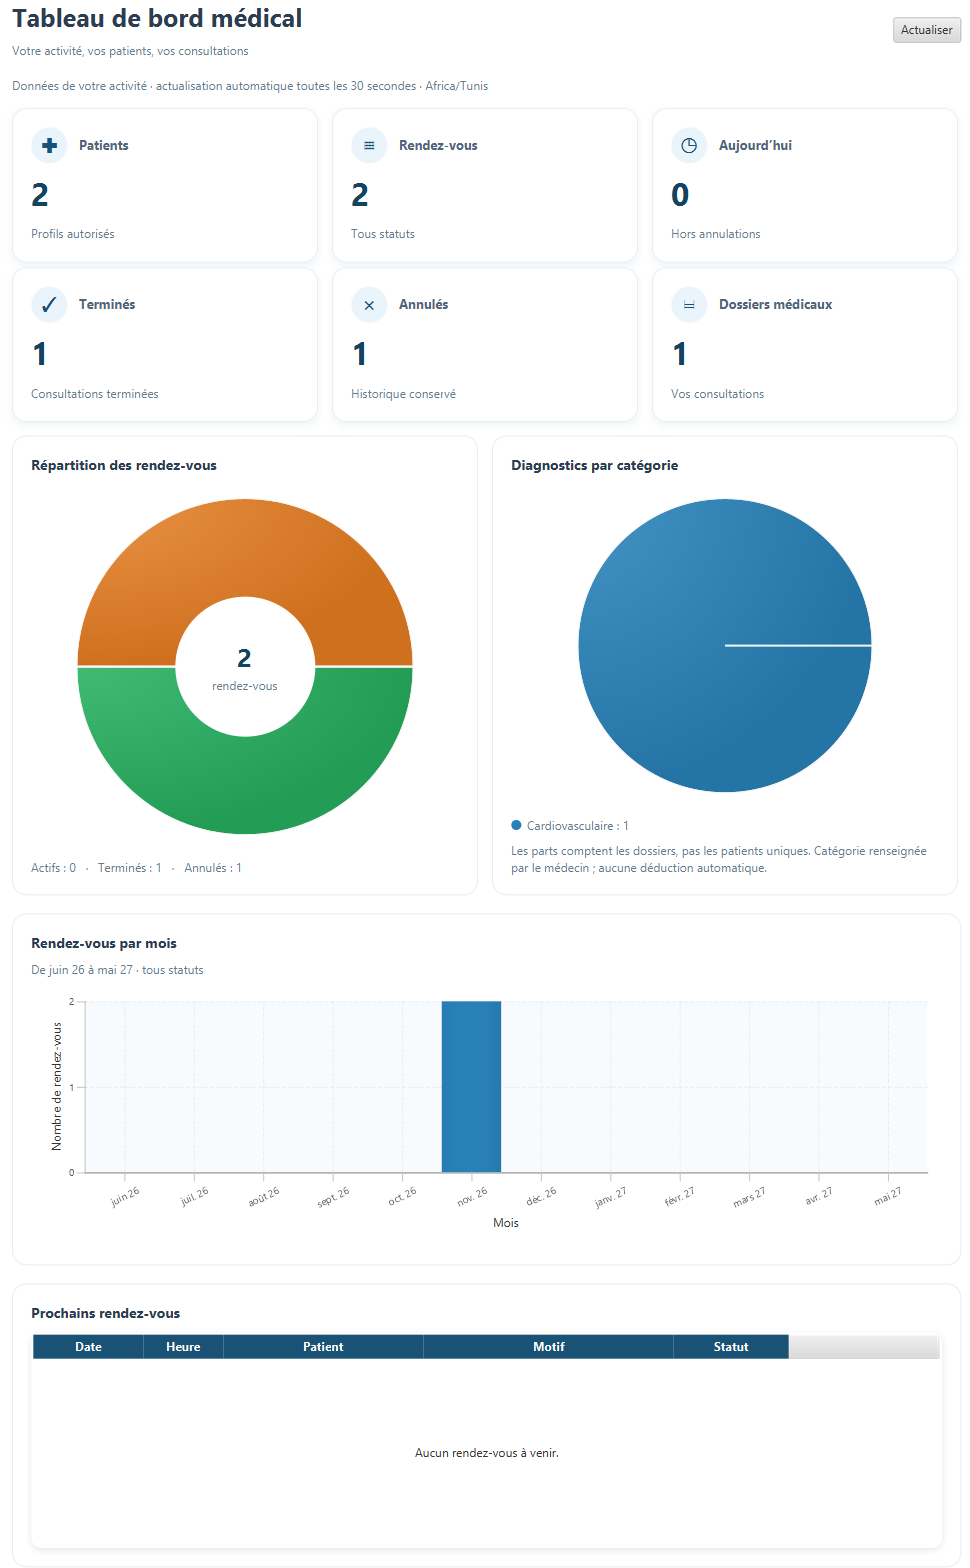 Tableau de bord médical
Actualiser
Votre activité, vos patients, vos consultations
Données de votre activité · actualisation automatique toutes les 30 secondes · Africa/Tunis
Patients
2
Profils autorisés
Rendez-vous
2
Tous statuts
Aujourd’hui
0
Hors annulations
Terminés
1
Consultations terminées
Annulés
1
Historique conservé
Dossiers médicaux
1
Vos consultations
Répartition des rendez-vous
2
rendez-vous
Actifs : 0 · Terminés : 1 · Annulés : 1
Diagnostics par catégorie
Cardiovasculaire : 1
Les parts comptent les dossiers, pas les patients uniques. Catégorie renseignée
par le médecin ; aucune déduction automatique.
Rendez-vous par mois
De juin 26 à mai 27 · tous statuts
Nombre de rendez-vous
2
1
0
juin 26
juil. 26
août 26
sept. 26
oct. 26
nov. 26
déc. 26
janv. 27
févr. 27
mars 27
avr. 27
mai 27
Mois
Prochains rendez-vous
Date Heure Patient Motif Statut
Aucun rendez-vous à venir.